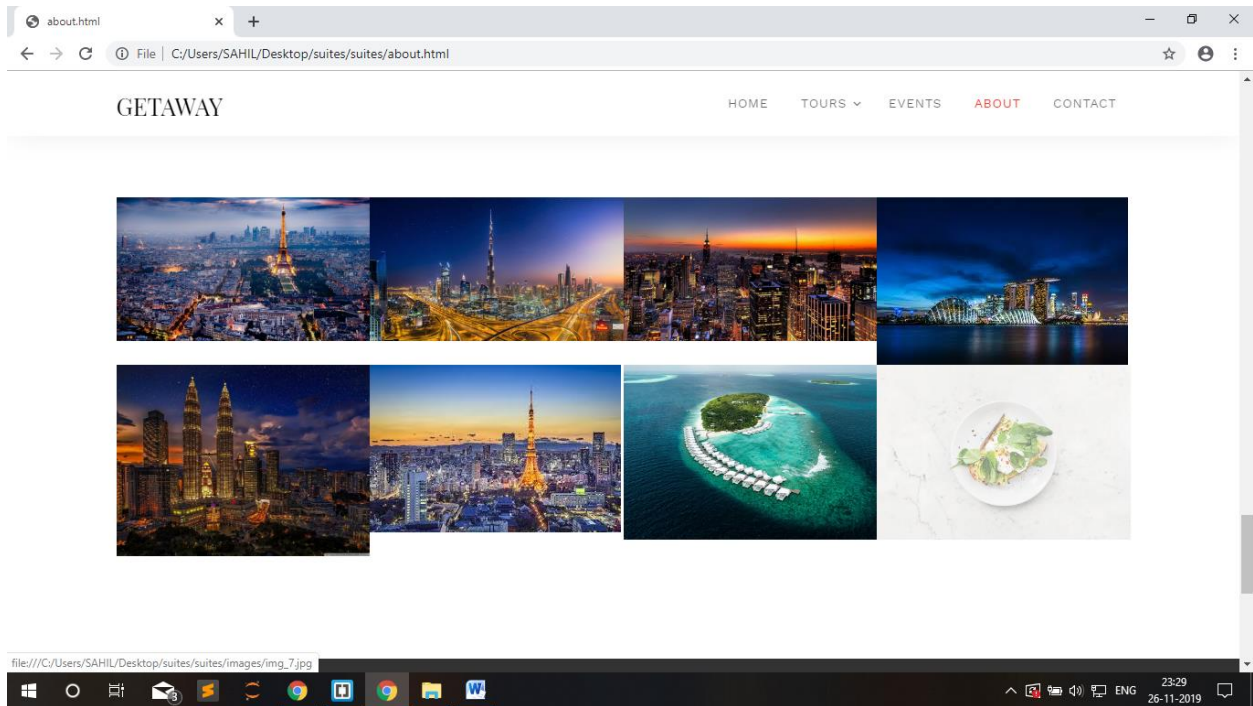 about.html
File | C:/Users/SAHIL/Desktop/suites/suites/about.html
GETAWAY
HOME TOURS EVENTS ABOUT CONTACT
file:///C:/Users/SAHIL/Desktop/suites/suites/images/img_7.jpg
3
W
ENG
23:29
26-11-2019